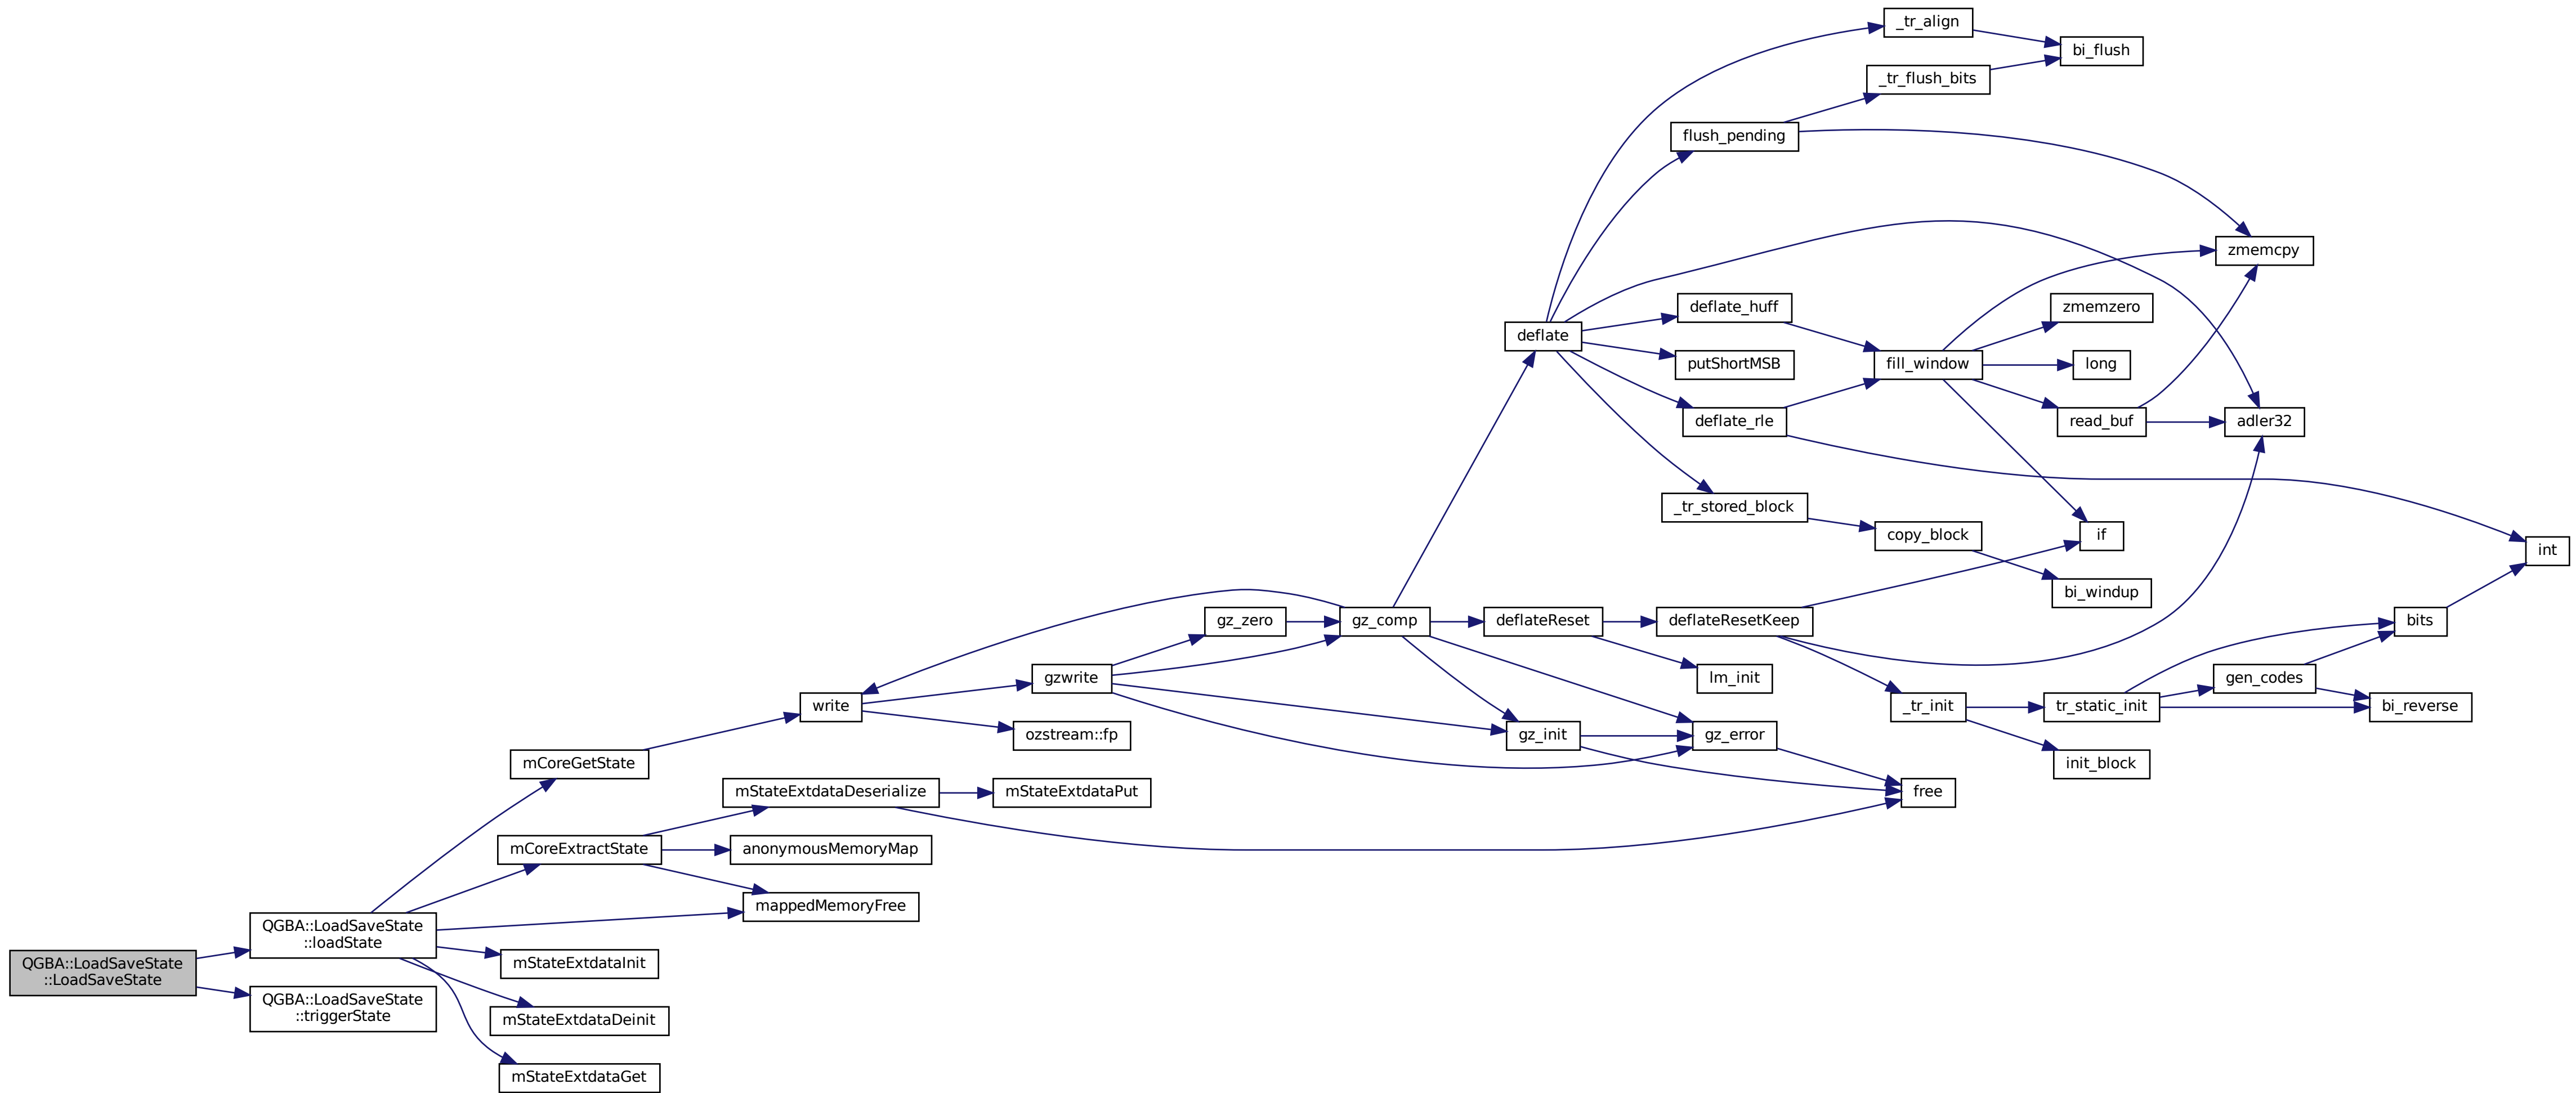 _tr_align
bi_flush
_tr_flush_bits
flush_pending
zmemcpy
deflate_huff
zmemzero
deflate
putShortMSB
fill_window
long
deflate_rle
read_buf
adler32
_tr_stored_block
copy_block
if
int
bi_windup
gz_zero
gz_comp
deflateReset
deflateResetKeep
bits
gzwrite
lm_init
gen_codes
write
_tr_init
tr_static_init
bi_reverse
ozstream::fp
gz_init
gz_error
mCoreGetState
init_block
mStateExtdataDeserialize
mStateExtdataPut
free
mCoreExtractState
anonymousMemoryMap
mappedMemoryFree
QGBA::LoadSaveState
::loadState
QGBA::LoadSaveState
::LoadSaveState
mStateExtdataInit
QGBA::LoadSaveState
::triggerState
mStateExtdataDeinit
mStateExtdataGet